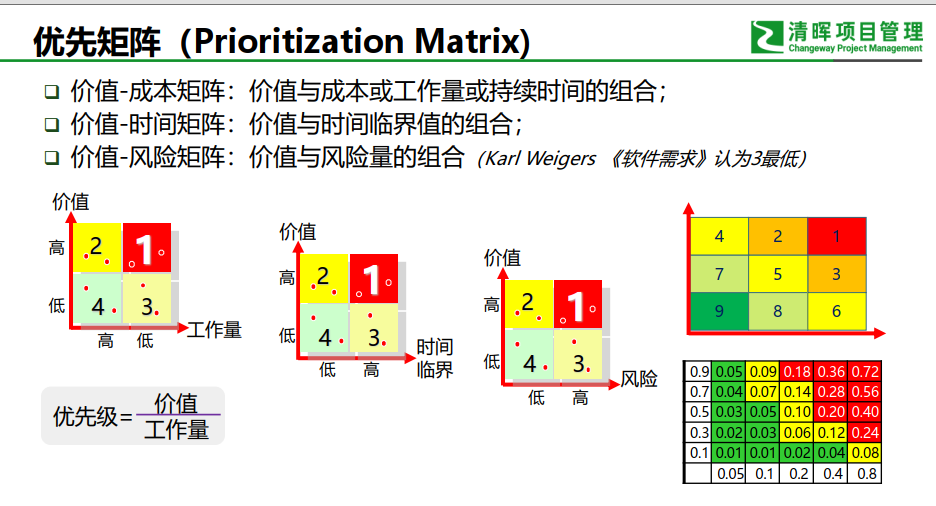 优先矩阵（Prioritization Matrix）
清晖项目管理
Changeway Project Management
价值-成本矩阵：价值与成本或工作量或持续时间的组合；
价值-时间矩阵：价值与时间临界值的组合；
价值-风险矩阵：价值与风险量的组合（Karl Weigers 《软件需求》认为3最低）
价值
高 2 1
低 4 3
工作量
高 低
价值
高 2 1
低 4 3
时间
临界
低 高
价值
高 2 1
低 4 3
风险
低 高
4 2 1
7 5 3
9 8 6
优先级=
价值
工作量
0.9 0.05 0.09 0.18 0.36 0.72
0.7 0.04 0.07 0.14 0.28 0.56
0.5 0.03 0.05 0.10 0.20 0.40
0.3 0.02 0.03 0.06 0.12 0.24
0.1 0.01 0.01 0.02 0.04 0.08
0.05 0.1 0.2 0.4 0.8